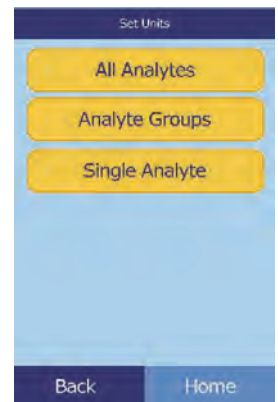 Set Units
All Analytes
Analyte Groups
Single Analyte
Back Home